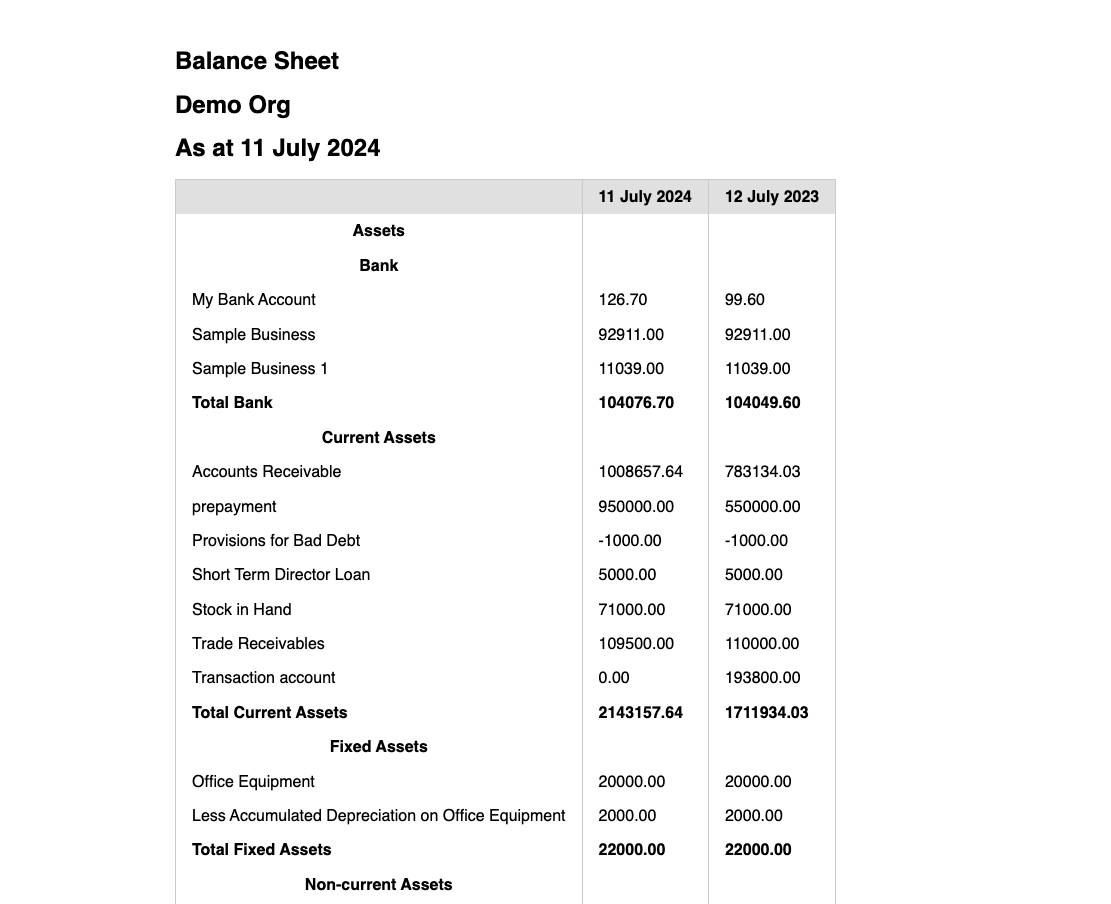 Balance Sheet
Demo Org
As at 11 July 2024
11 July 2024 12 July 2023
Assets
Bank
My Bank Account 126.70 99.60
Sample Business 92911.00 92911.00
Sample Business 1 11039.00 11039.00
Total Bank 104076.70 104049.60
Current Assets
Accounts Receivable 1008657.64 783134.03
prepayment 950000.00 550000.00
Provisions for Bad Debt -1000.00 -1000.00
Short Term Director Loan 5000.00 5000.00
Stock in Hand 71000.00 71000.00
Trade Receivables 109500.00 110000.00
Transaction account 0.00 193800.00
Total Current Assets 2143157.64 1711934.03
Fixed Assets
Office Equipment 20000.00 20000.00
Less Accumulated Depreciation on Office Equipment 2000.00 2000.00
Total Fixed Assets 22000.00 22000.00
Non-current Assets